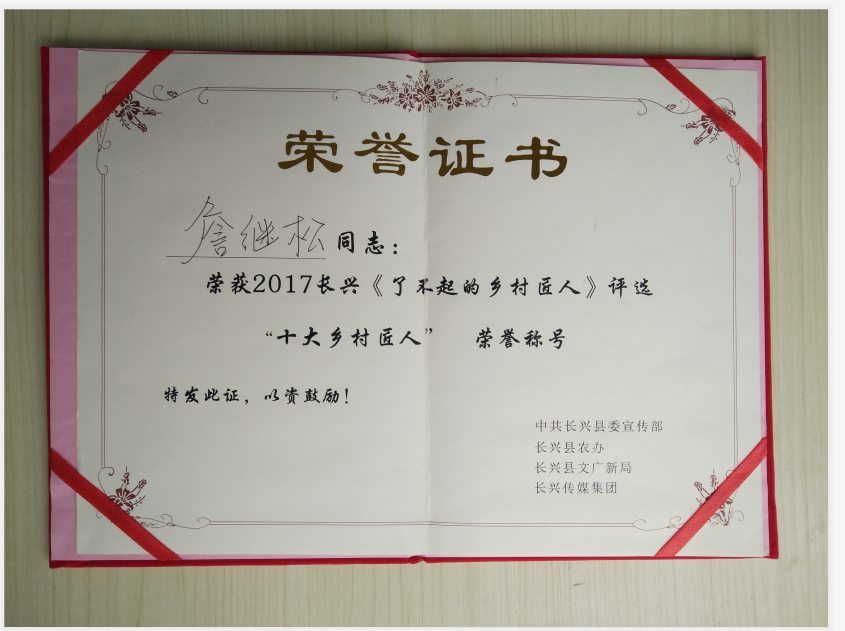 荣誉证书
詹继松同志：
荣获2017长兴《了不起的乡村匠人》评选
“十大乡村匠人” 荣誉称号
特发此证，以资鼓励！
中共长兴县委宣传部
长兴县农办
长兴县文广新局
长兴传媒集团